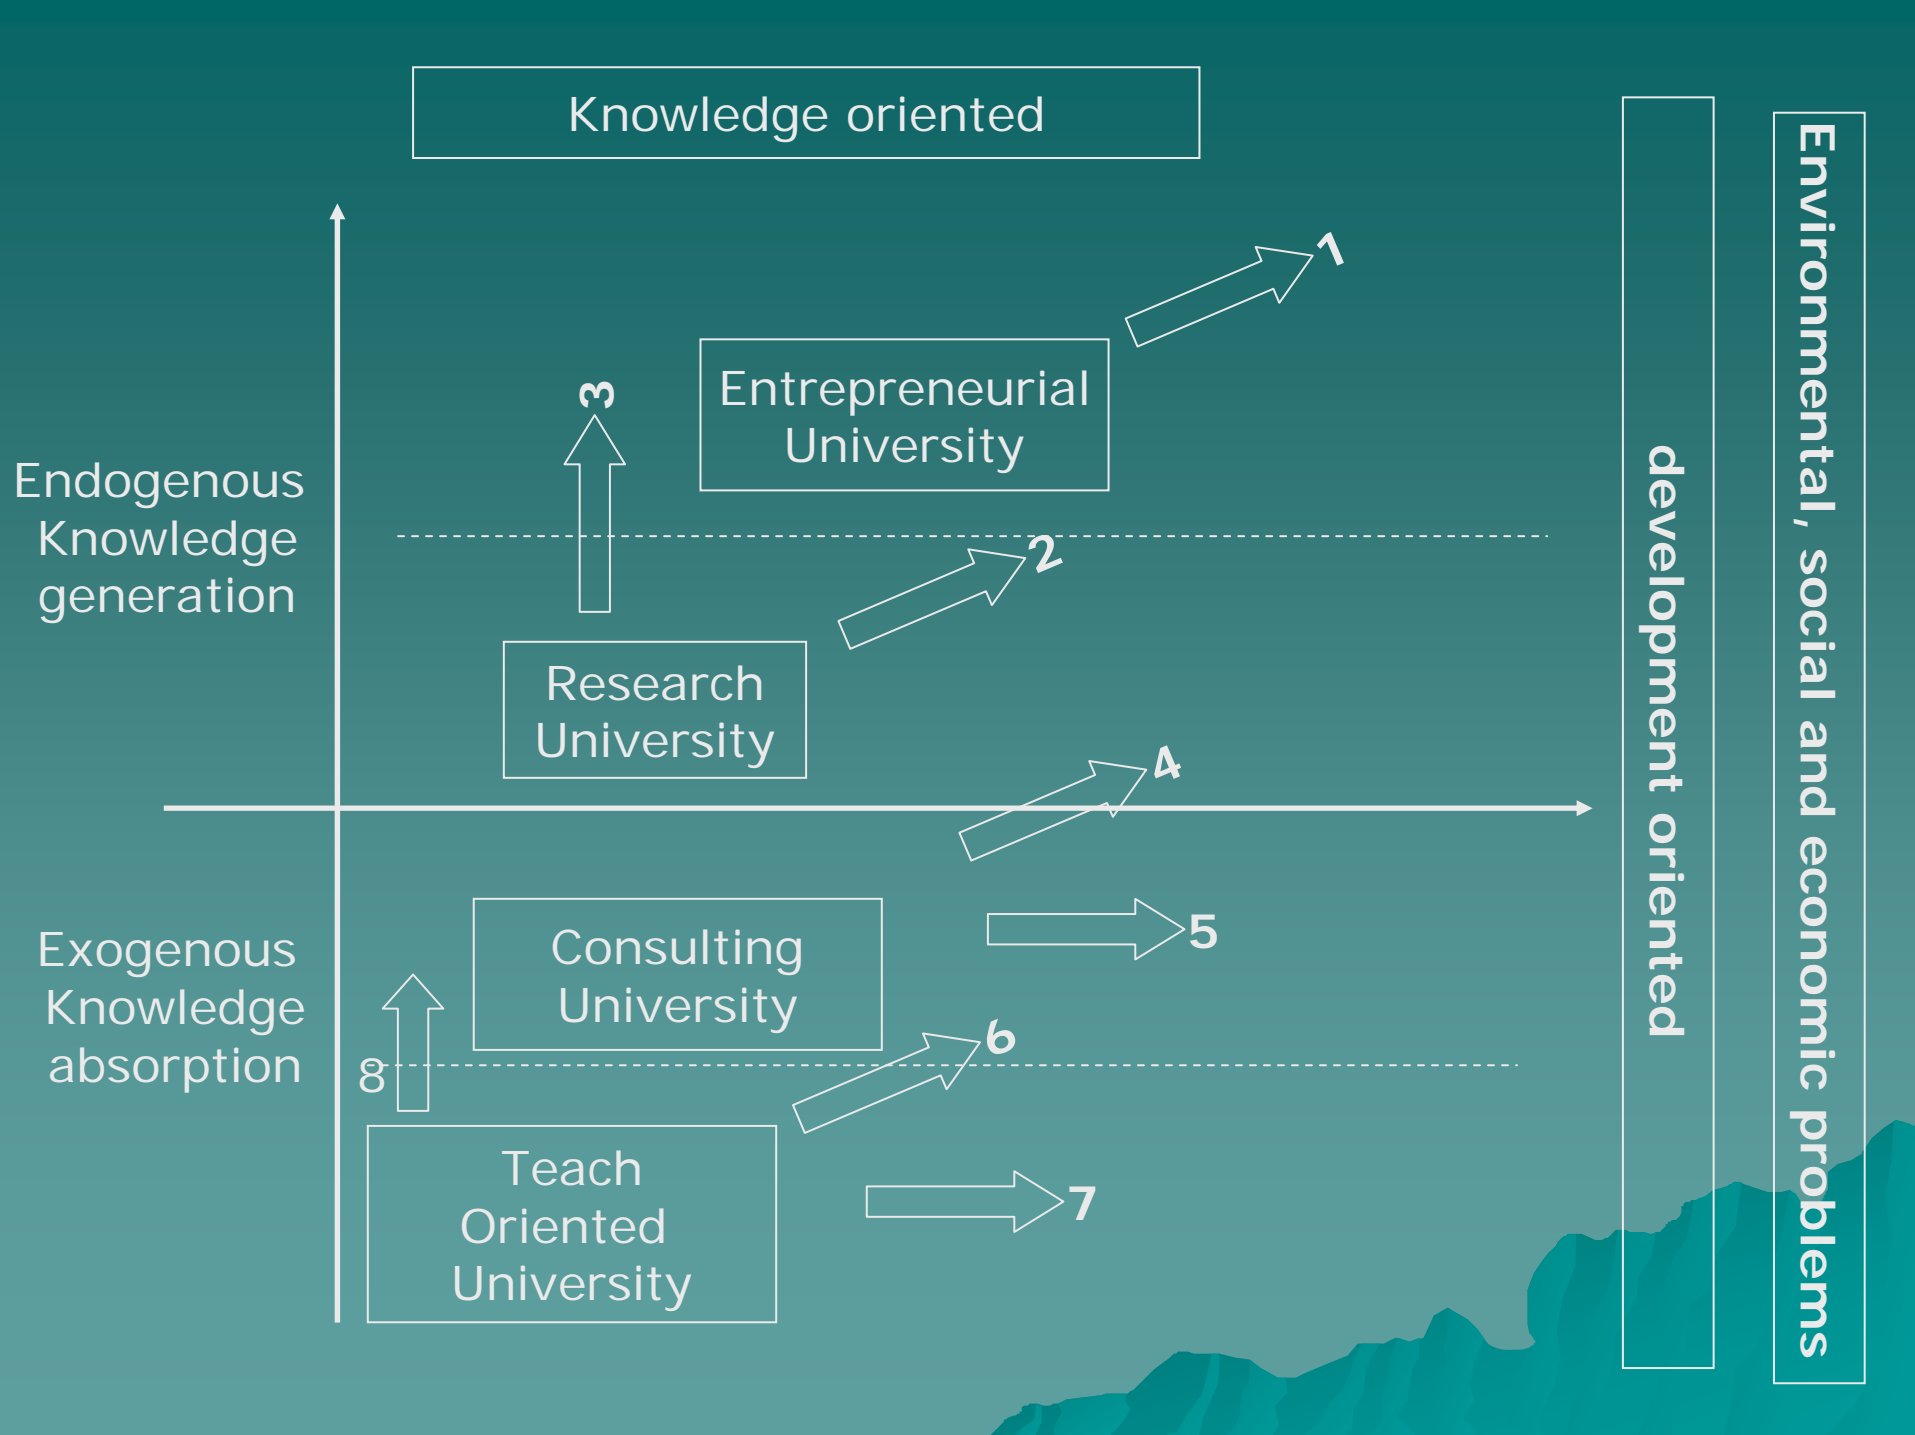 Knowledge oriented
1
3
Entrepreneurial
University
Endogenous
Knowledge
generation
2
Research
University
4
5
Consulting
University
Exogenous
Knowledge
absorption
6
8
Teach
Oriented
University
7
development oriented
Environmental, social and economic problems